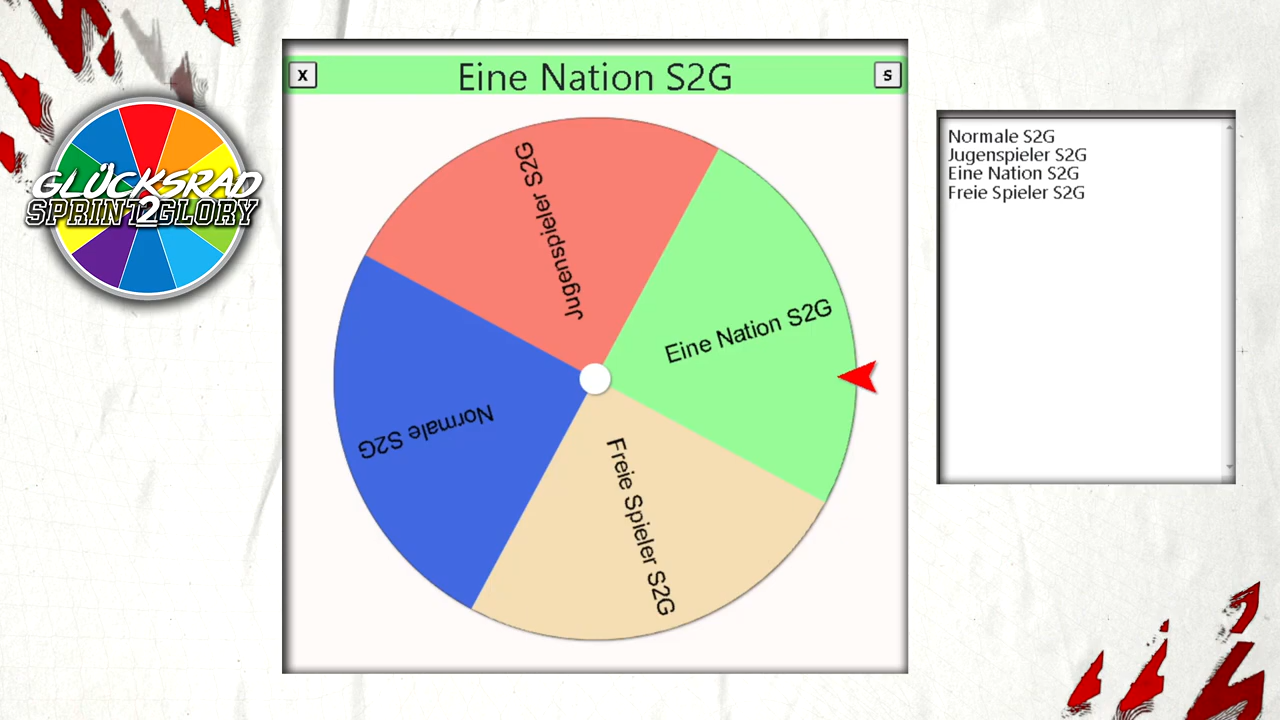 X
Eine Nation S2G
S
GLÜCKSRAD
SPRINT2GLORY
Jugenspieler S2G
Eine Nation S2G
Normale S2G
Freie Spieler S2G
Normale S2G
Jugenspieler S2G
Eine Nation S2G
Freie Spieler S2G